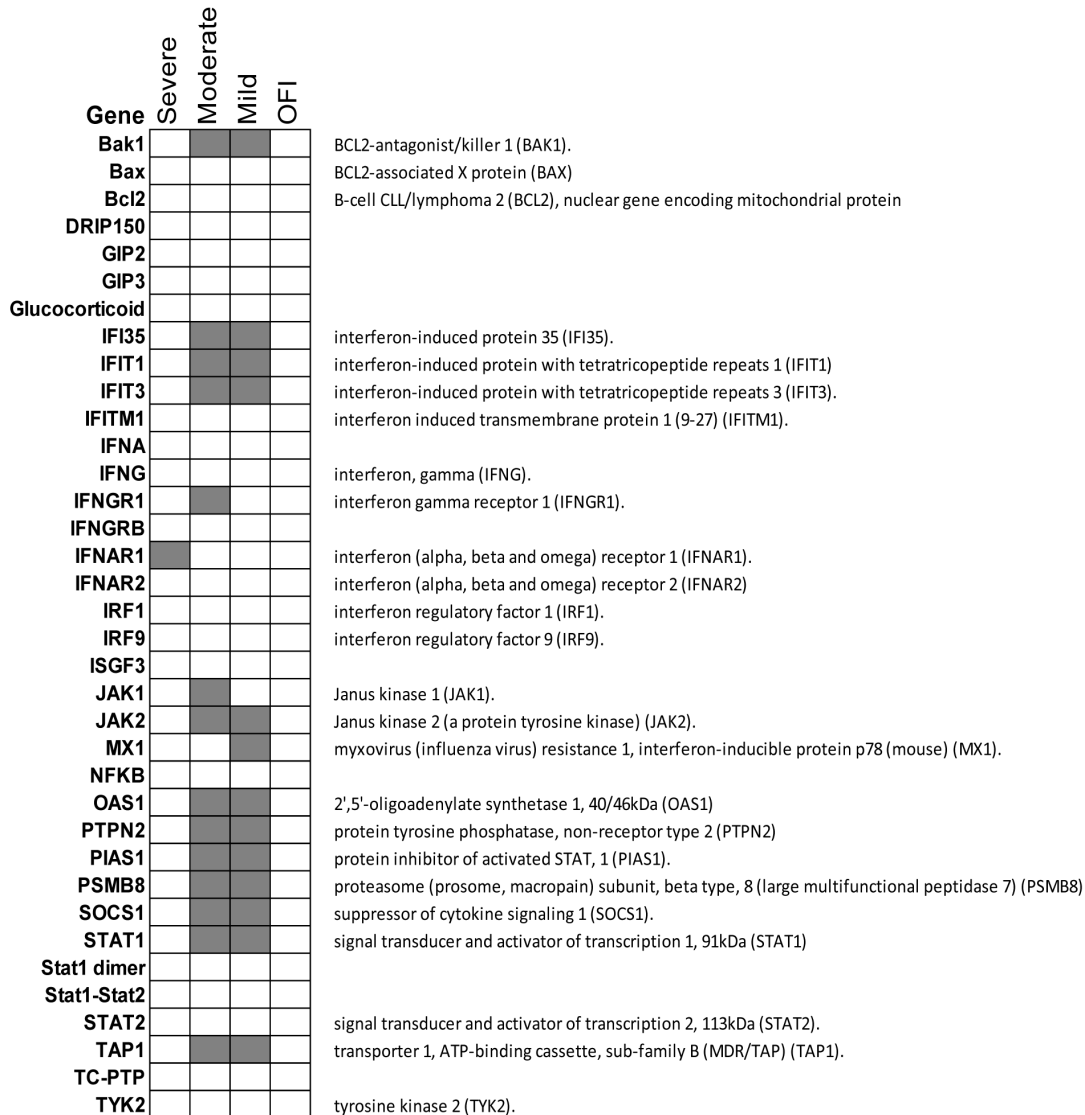 Gene Severe Moderate Mild OFI
Bak1 BCL2-antagonist/killer 1 (BAK1).
Bax BCL2-associated X protein (BAX)
Bcl2 B-cell CLL/lymphoma 2 (BCL2), nuclear gene encoding mitochondrial protein
DRIP150
GIP2
GIP3
Glucocorticoid
IFI35 interferon-induced protein 35 (IFI35).
IFIT1 interferon-induced protein with tetratricopeptide repeats 1 (IFIT1)
IFIT3 interferon-induced protein with tetratricopeptide repeats 3 (IFIT3).
IFITM1 interferon induced transmembrane protein 1 (9-27) (IFITM1).
IFNA
IFNG interferon, gamma (IFNG).
IFNGR1 interferon gamma receptor 1 (IFNGR1).
IFNGRB
IFNAR1 interferon (alpha, beta and omega) receptor 1 (IFNAR1).
IFNAR2 interferon (alpha, beta and omega) receptor 2 (IFNAR2)
IRF1 interferon regulatory factor 1 (IRF1).
IRF9 interferon regulatory factor 9 (IRF9).
ISGF3
JAK1 Janus kinase 1 (JAK1).
JAK2 Janus kinase 2 (a protein tyrosine kinase) (JAK2).
MX1 myxovirus (influenza virus) resistance 1, interferon-inducible protein p78 (mouse) (MX1).
NFKB
OAS1 2',5'-oligoadenylate synthetase 1, 40/46kDa (OAS1)
PTPN2 protein tyrosine phosphatase, non-receptor type 2 (PTPN2)
PIAS1 protein inhibitor of activated STAT, 1 (PIAS1).
PSMB8 proteasome (prosome, macropain) subunit, beta type, 8 (large multifunctional peptidase 7) (PSMB8)
SOCS1 suppressor of cytokine signaling 1 (SOCS1).
STAT1 signal transducer and activator of transcription 1, 91kDa (STAT1)
Stat1 dimer
Stat1-Stat2
STAT2 signal transducer and activator of transcription 2, 113kDa (STAT2).
TAP1 transporter 1, ATP-binding cassette, sub-family B (MDR/TAP) (TAP1).
TC-PTP
TYK2 tyrosine kinase 2 (TYK2).